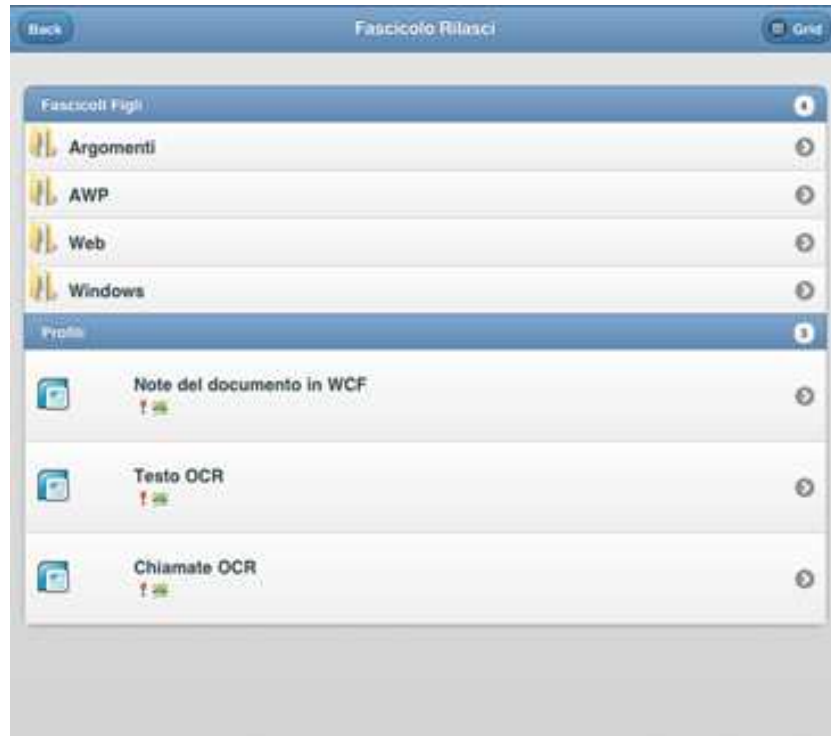 Back
Fascicolo Rilasci
Grid
Fascicoli Figli
4
Argomenti
AWP
Web
Windows
Profili
3
Note del documento in WCF
Testo OCR
Chiamate OCR